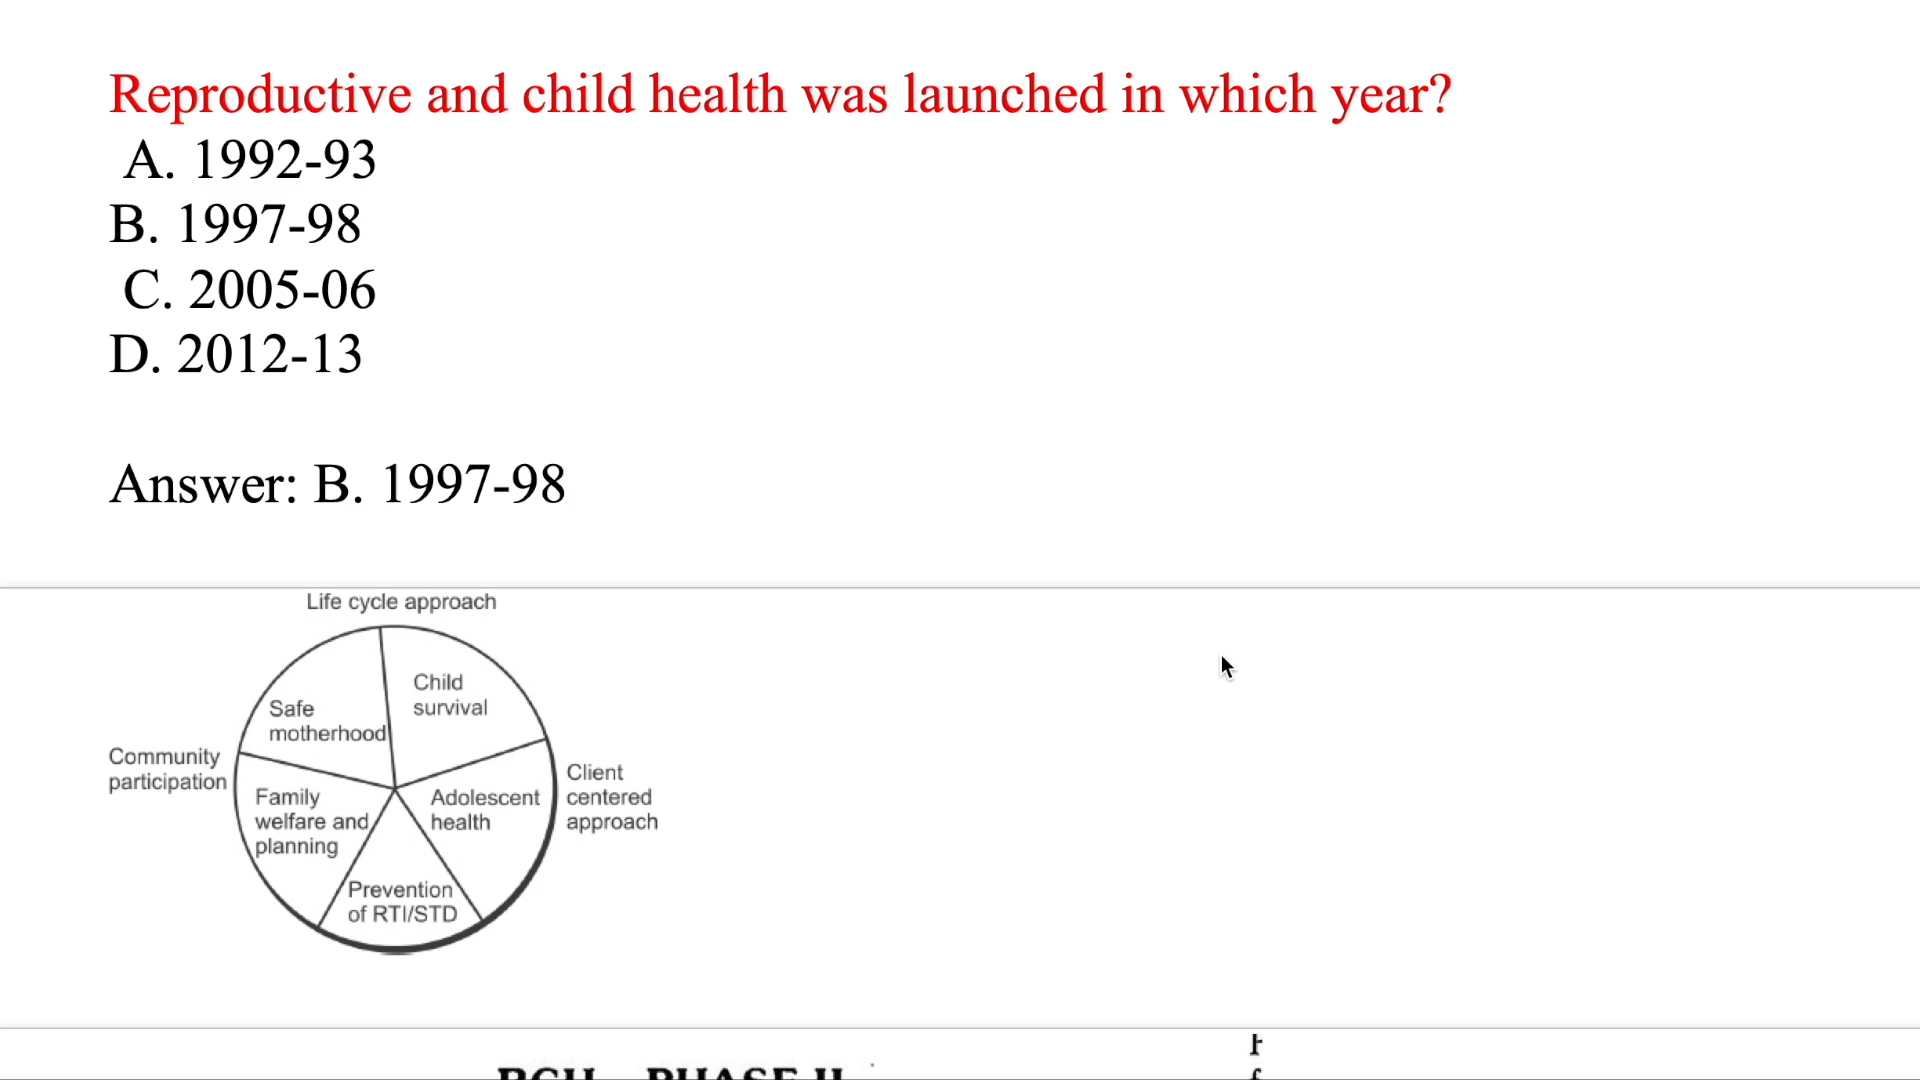 Reproductive and child health was launched in which year?
A. 1992-93
B. 1997-98
C. 2005-06
D. 2012-13
Answer: B. 1997-98
Life cycle approach
Child
survival
Safe
motherhood
Community
participation
Client
centered
approach
Family
welfare and
planning
Adolescent
health
Prevention
of RTI/STD